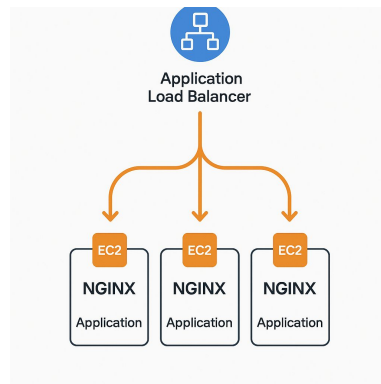 Application
Load Balancer
EC2 EC2 EC2
NGINX NGINX NGINX
Application Application Application